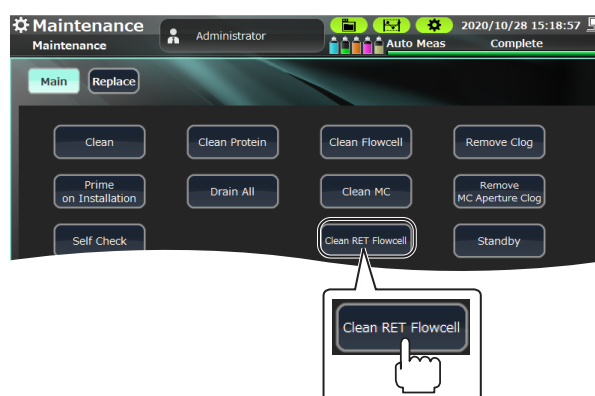 Maintenance
Administrator
2020/10/28 15:18:57
Maintenance
Auto Meas
Complete
Main
Replace
Clean
Clean Protein
Clean Flowcell
Remove Clog
Prime
on Installation
Drain All
Clean MC
Remove
MC Aperture Clog
Self Check
Clean RET Flowcell
Standby
Clean RET Flowcell